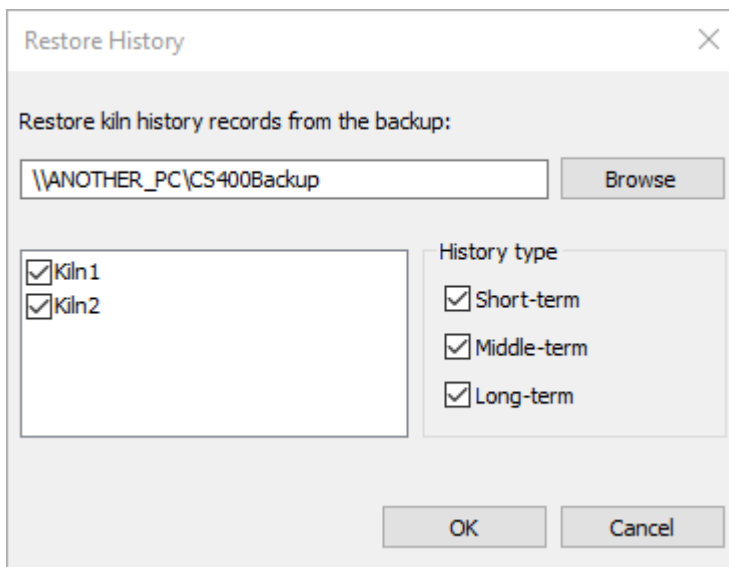 Restore History
Restore kiln history records from the backup:
\\ANOTHER_PC\CS400Backup
Browse
Kiln1
Kiln2
History type
Short-term
Middle-term
Long-term
OK
Cancel